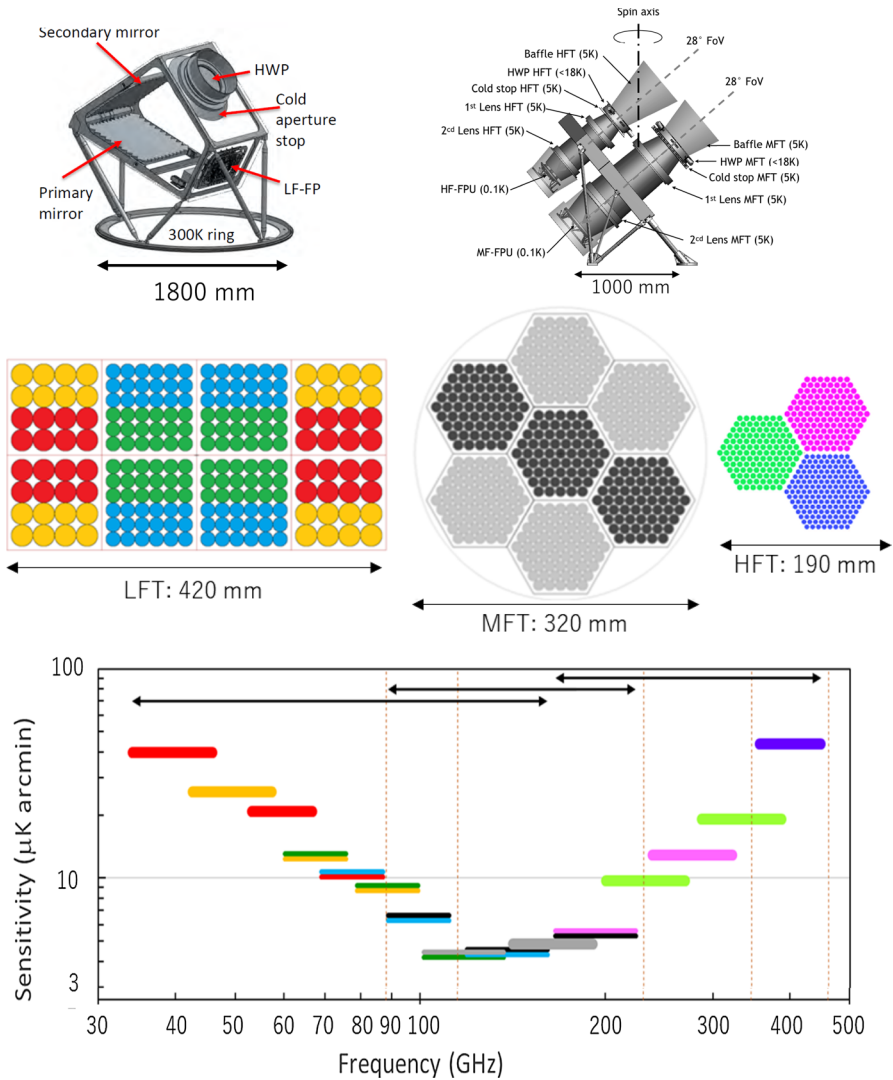 Secondary mirror
HWP
Cold
aperture
stop
LF-FP
Primary
mirror
300K ring
1800 mm
Spin axis
28° FoV
28° FoV
Baffle HFT (5K)
HWP HFT (<18K)
Cold stop HFT (5K)
1st Lens HFT (5K)
2cd Lens HFT (5K)
HF-FPU (0.1K)
MF-FPU (0.1K)
Baffle MFT (5K)
HWP MFT (<18K)
Cold stop MFT (5K)
1st Lens MFT (5K)
2cd Lens MFT (5K)
1000 mm
LFT: 420 mm
MFT: 320 mm
HFT: 190 mm
Sensitivity (μK arcmin)
100
10
3
30 40 50 60 70 80 90 100 200 300 400 500
Frequency (GHz)